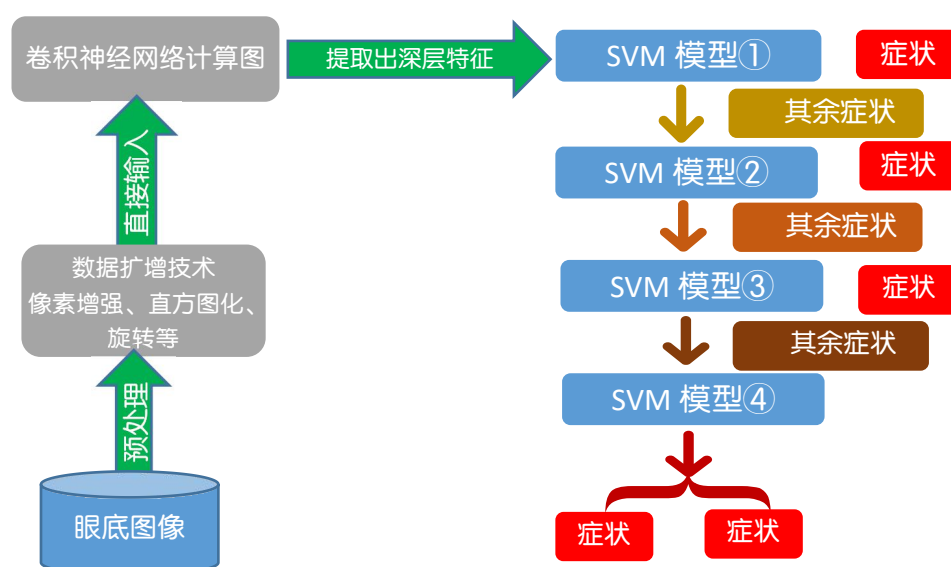 卷积神经网络计算图
提取出深层特征
SVM 模型①
症状
其余症状
直接输入
SVM 模型②
症状
其余症状
数据扩增技术
像素增强、直方图化、
旋转等
SVM 模型③
症状
其余症状
预处理
SVM 模型④
眼底图像
症状
症状